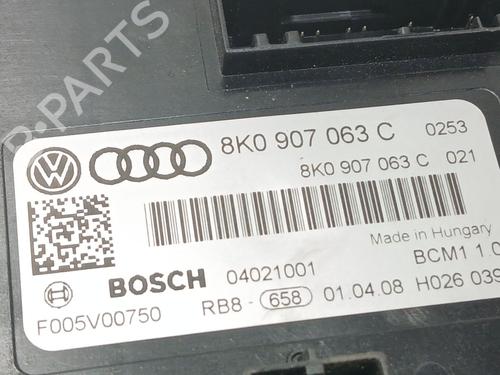 8K0 907 063 C 0253
8K0 907 063 C 021
Made in Hungary
BCM1 1.0
BOSCH 04021001
F005V00750 RB8 - 658 01.04.08 H026 039
B-PARTS